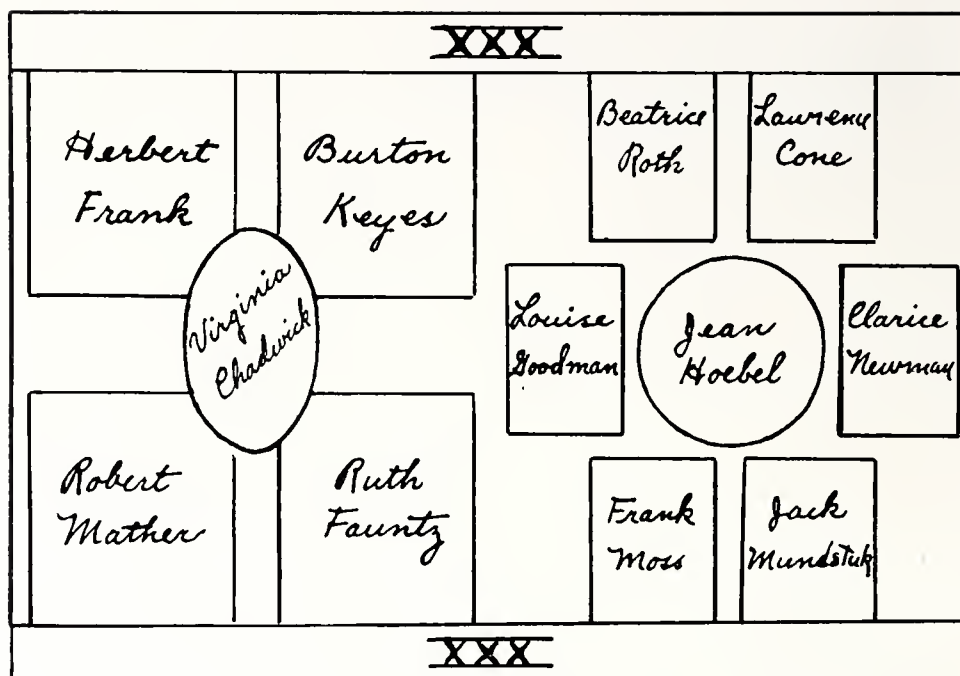 XXX
Herbert
Frank
Burton
Keyes
Beatrice
Roth
Lawrence
Cone
Virginia
Chadwick
Louise
Goodman
Jean
Hoebel
Clarice
Newman
Robert
Mather
Ruth
Fauntz
Frank
Moss
Jack
Mundstuk
XXX